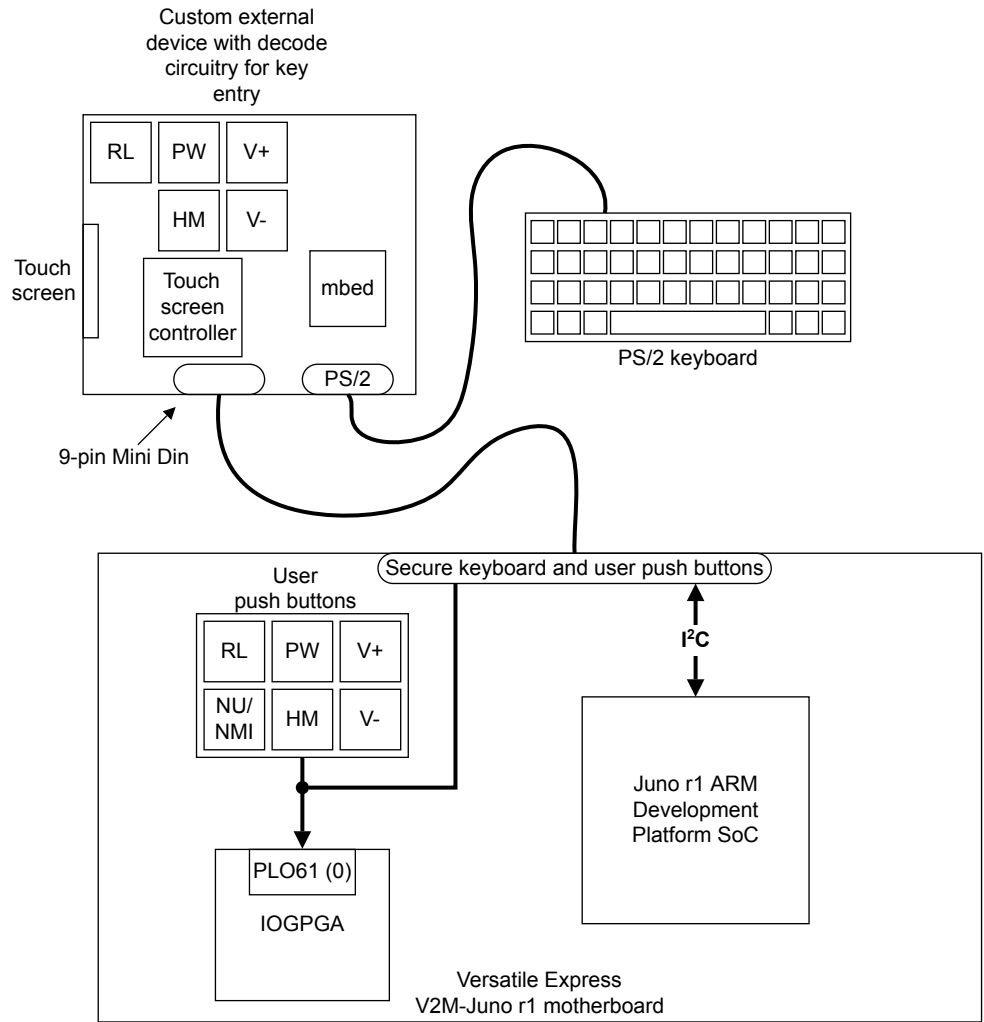 Custom external
device with decode
circuitry for key
entry
RL
PW
V+
HM
V-
Touch
screen
Touch
screen
controller
mbed
PS/2
9-pin Mini Din
PS/2 keyboard
Secure keyboard and user push buttons
User
push buttons
RL
PW
V+
NU/
NMI
HM
V-
I²C
Juno r1 ARM
Development
Platform SoC
PLO61 (0)
IOGPGA
Versatile Express
V2M-Juno r1 motherboard